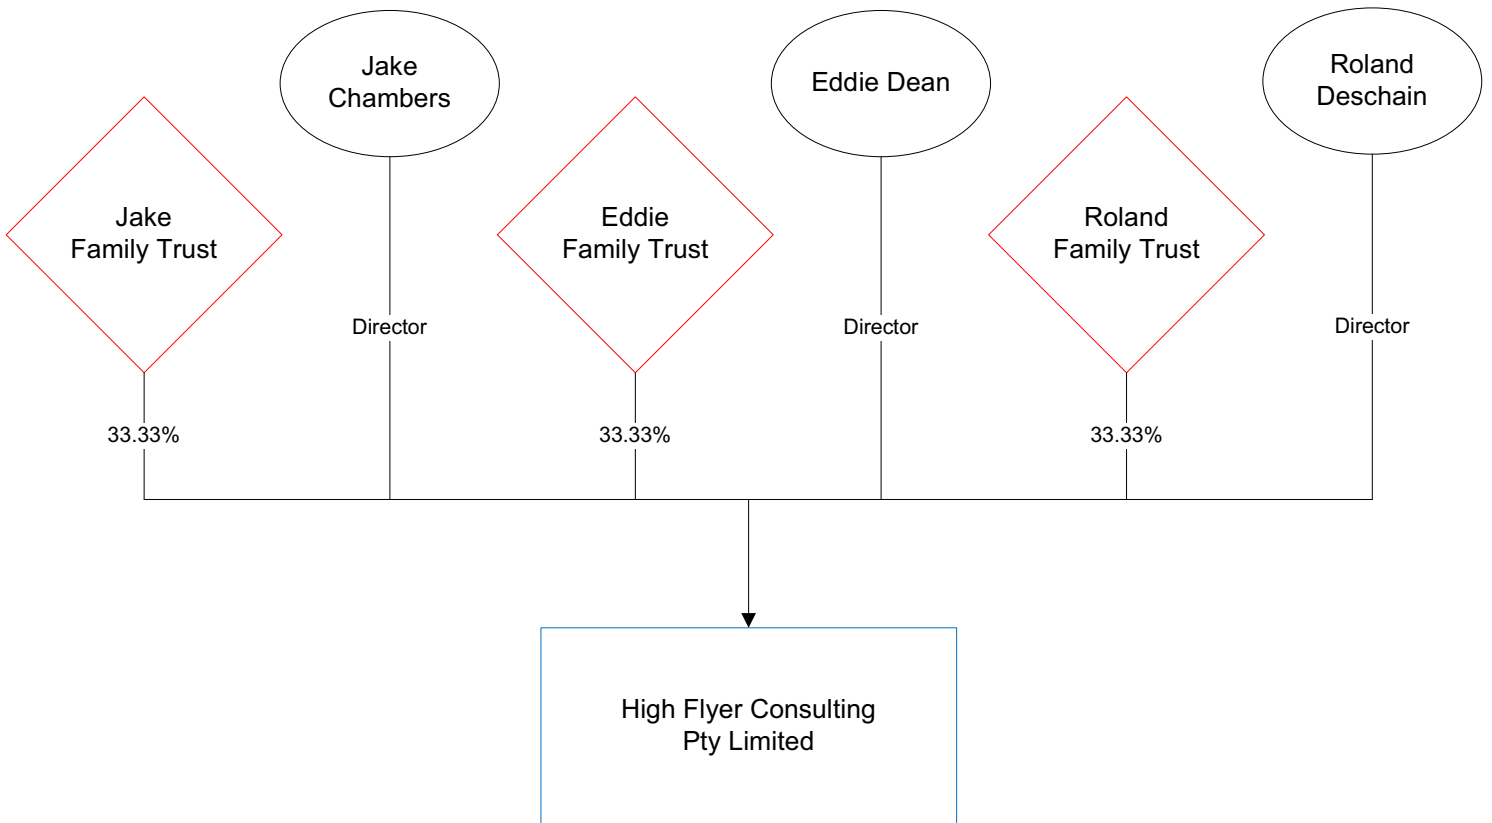 Jake
Chambers
Eddie Dean
Roland
Deschain
Jake
Family Trust
Eddie
Family Trust
Roland
Family Trust
Director
Director
Director
33.33%
33.33%
33.33%
High Flyer Consulting
Pty Limited